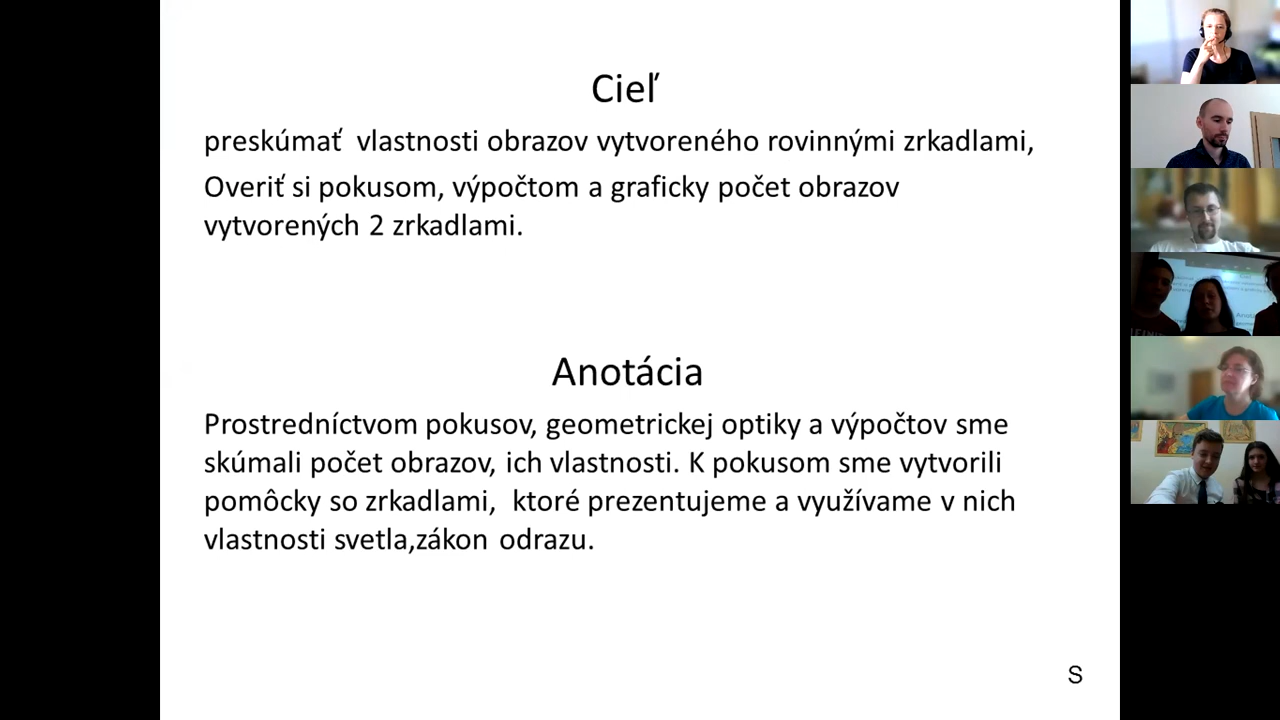 Cieľ
preskúmať  vlastnosti obrazov vytvoreného rovinnými zrkadlami,
Overiť si pokusom, výpočtom a graficky počet obrazov
vytvorených 2 zrkadlami.
Anotácia
Prostredníctvom pokusov, geometrickej optiky a výpočtov sme
skúmali počet obrazov, ich vlastnosti. K pokusom sme vytvorili
pomôcky so zrkadlami,  ktoré prezentujeme a využívame v nich
vlastnosti svetla,zákon odrazu.
S